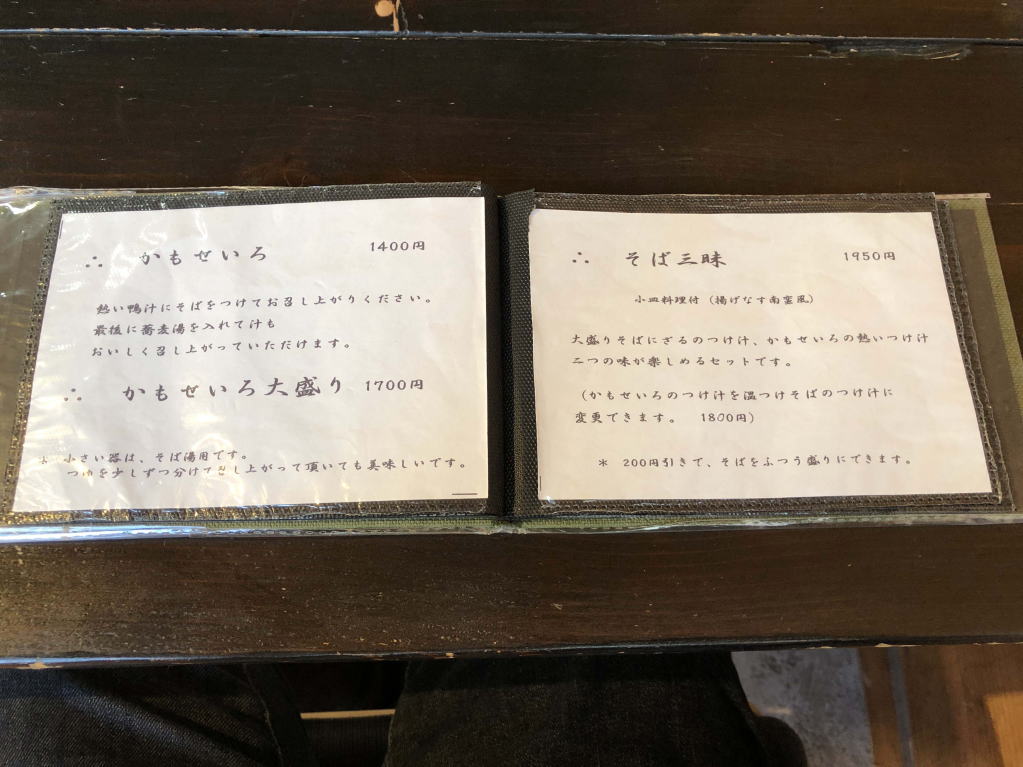 ∴ かもせいろ 1400円
熱い鴨汁にそばをつけてお召し上がりください。
最後に蕎麦湯を入れて汁も
おいしく召し上がっていただけます。
∴ かもせいろ大盛り 1700円
* 小さい器は、そば湯用です。
つゆを少しずつ分けて召し上がって頂いても美味しいです。
∴ そば三昧 1950円
小皿料理付（揚げなす南蛮風）
大盛りそばにざるのつけ汁、かもせいろの熱いつけ汁
二つの味が楽しめるセットです。
（かもせいろのつけ汁を温つけそばのつけ汁に
変更できます。 1800円）
* 200円引きで、そばをふつう盛りにできます。